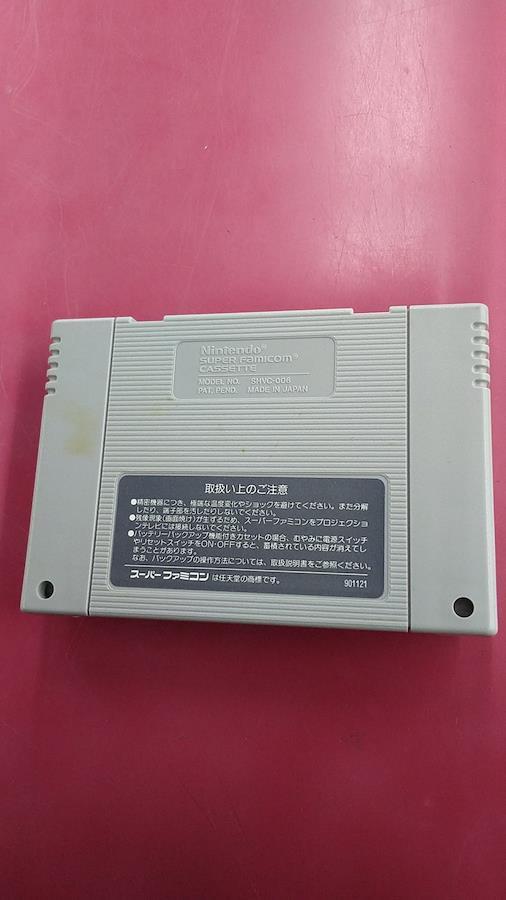 Nintendo®
SUPER FAMICOM®
CASSETTE
MODEL NO. SHVC-006
PAT. PEND. MADE IN JAPAN
取扱い上のご注意
●精密機器につき、極端な温度変化やショックを避けてください。また分解
したり、端子部を汚したりしないでください。
●残像現象(画面焼け)が生ずるため、スーパーファミコンをプロジェクショ
ンテレビには接続しないでください。
●バッテリーバックアップ機能付きカセットの場合、むやみに電源スイッチ
やリセットスイッチをON・OFFすると、蓄積されている内容が消えてし
まうことがあります。
なお、バックアップの操作方法については、取扱説明書をご参照ください。
スーパーファミコン は任天堂の商標です。 901121